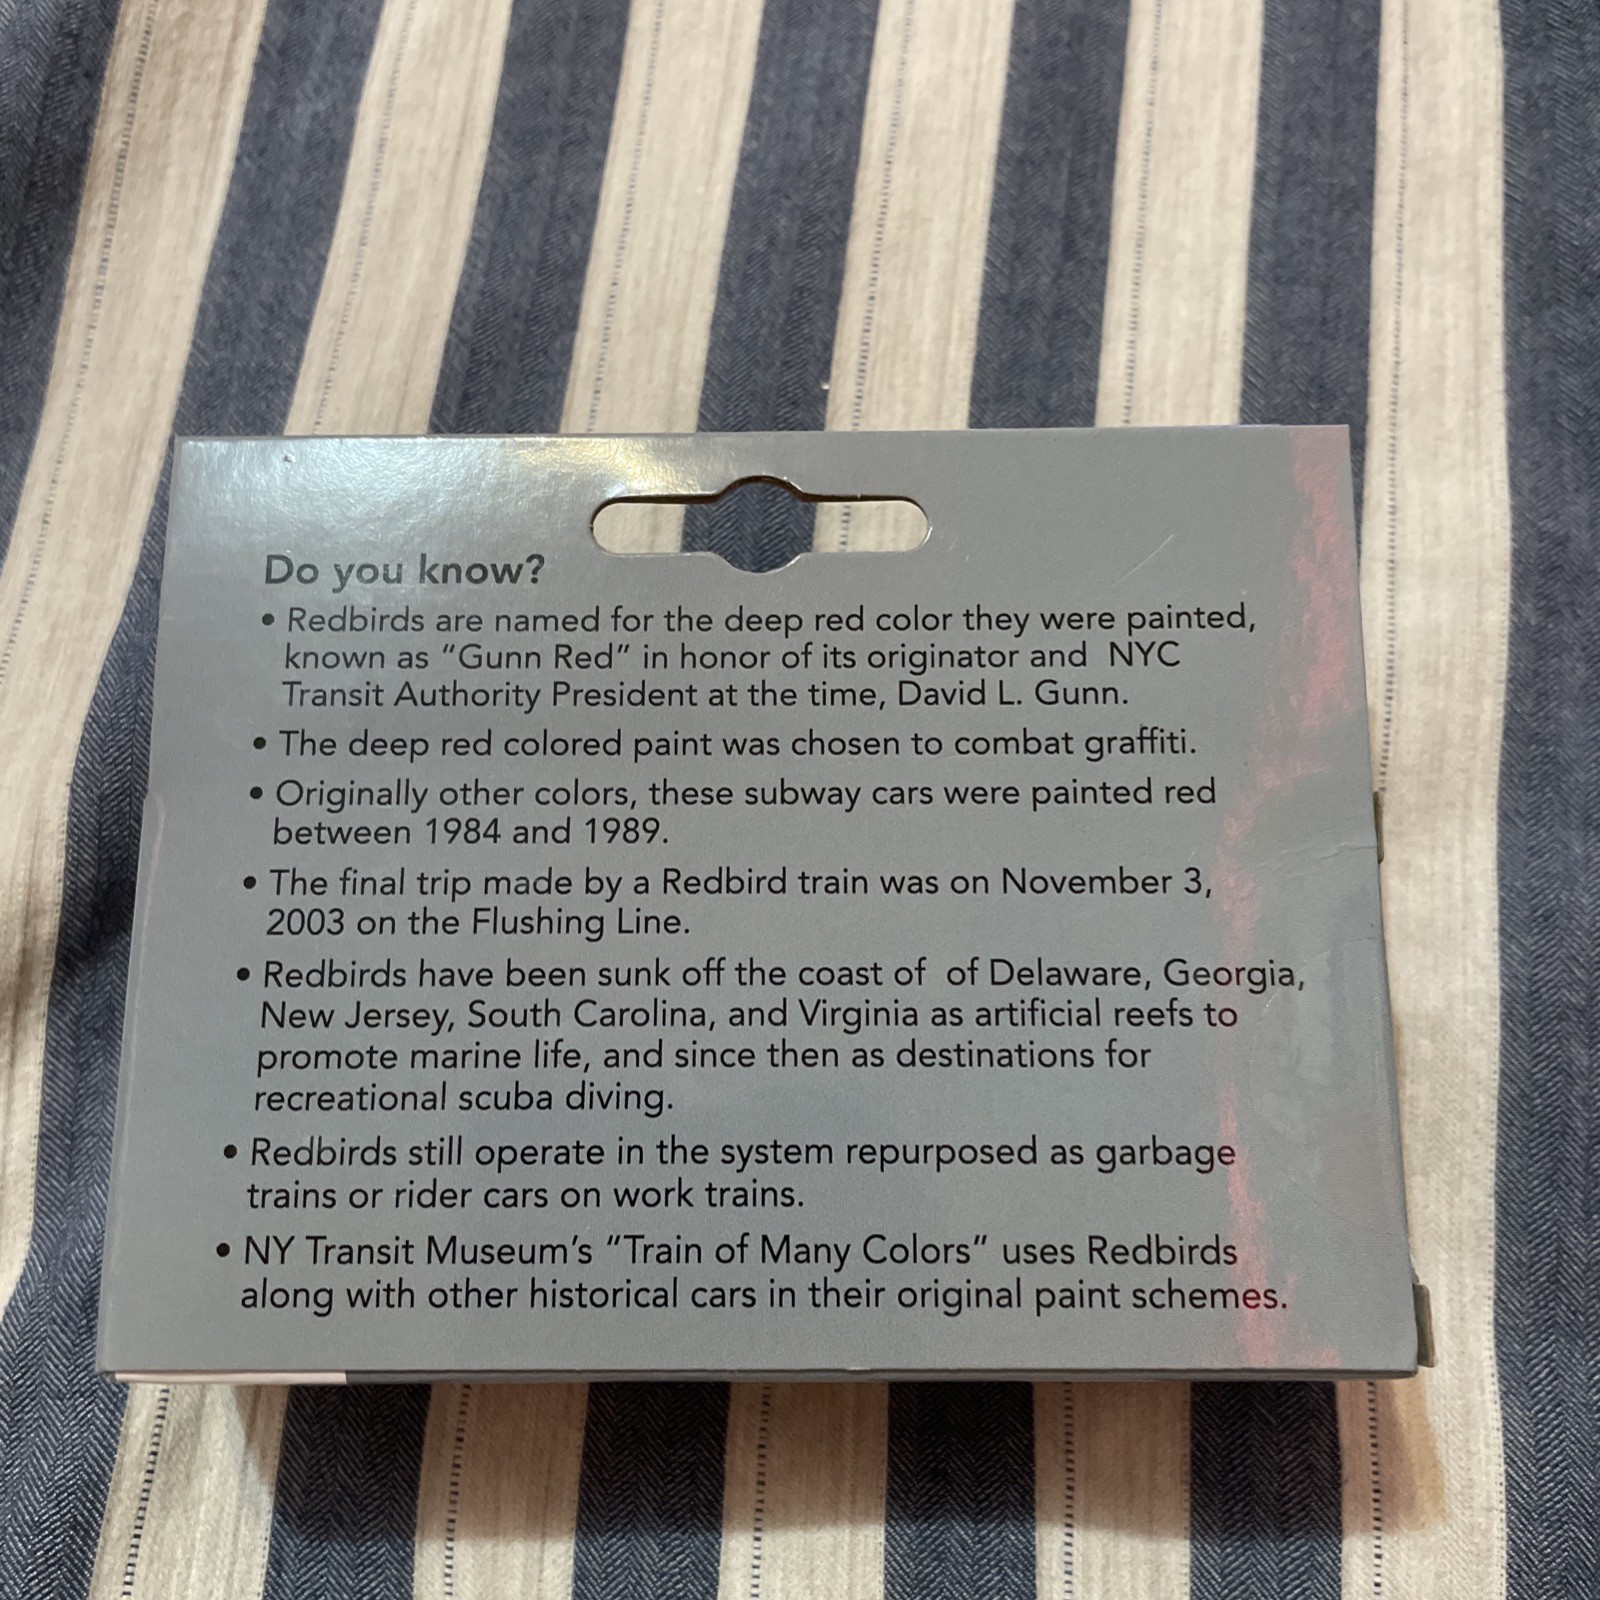 Do you know?
• Redbirds are named for the deep red color they were painted,
known as “Gunn Red” in honor of its originator and NYC
Transit Authority President at the time, David L. Gunn.
• The deep red colored paint was chosen to combat graffiti.
• Originally other colors, these subway cars were painted red
between 1984 and 1989.
• The final trip made by a Redbird train was on November 3,
2003 on the Flushing Line.
• Redbirds have been sunk off the coast of of Delaware, Georgia,
New Jersey, South Carolina, and Virginia as artificial reefs to
promote marine life, and since then as destinations for
recreational scuba diving.
• Redbirds still operate in the system repurposed as garbage
trains or rider cars on work trains.
• NY Transit Museum’s “Train of Many Colors” uses Redbirds
along with other historical cars in their original paint schemes.